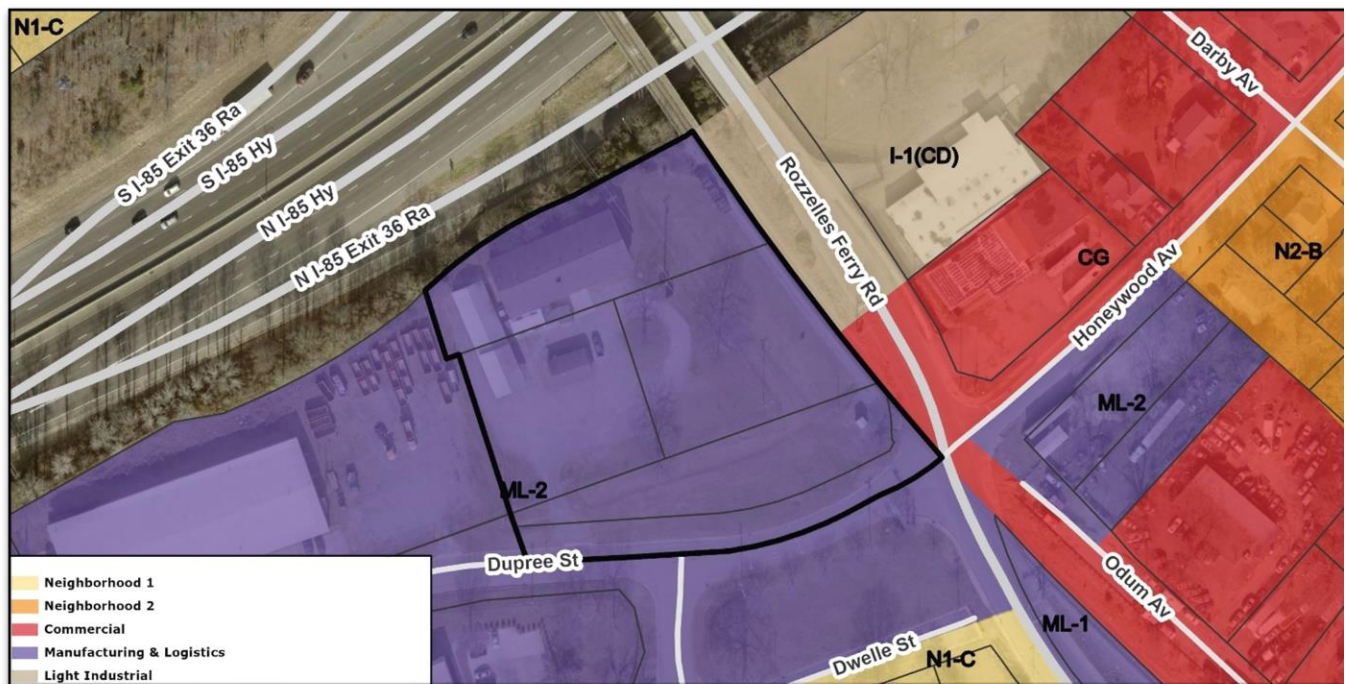 N1-C
Darby Av
S I-85 Exit 36 Ra
S I-85 Hy
I-1(CD)
N I-85 Hy
Rozzelles Ferry Rd
N I-85 Exit 36 Ra
CG
N2-B
Honeywood Av
ML-2
ML-2
Dupree St
Odum Av
ML-1
Dwelle St
N1-C
Neighborhood 1
Neighborhood 2
Commercial
Manufacturing & Logistics
Light Industrial